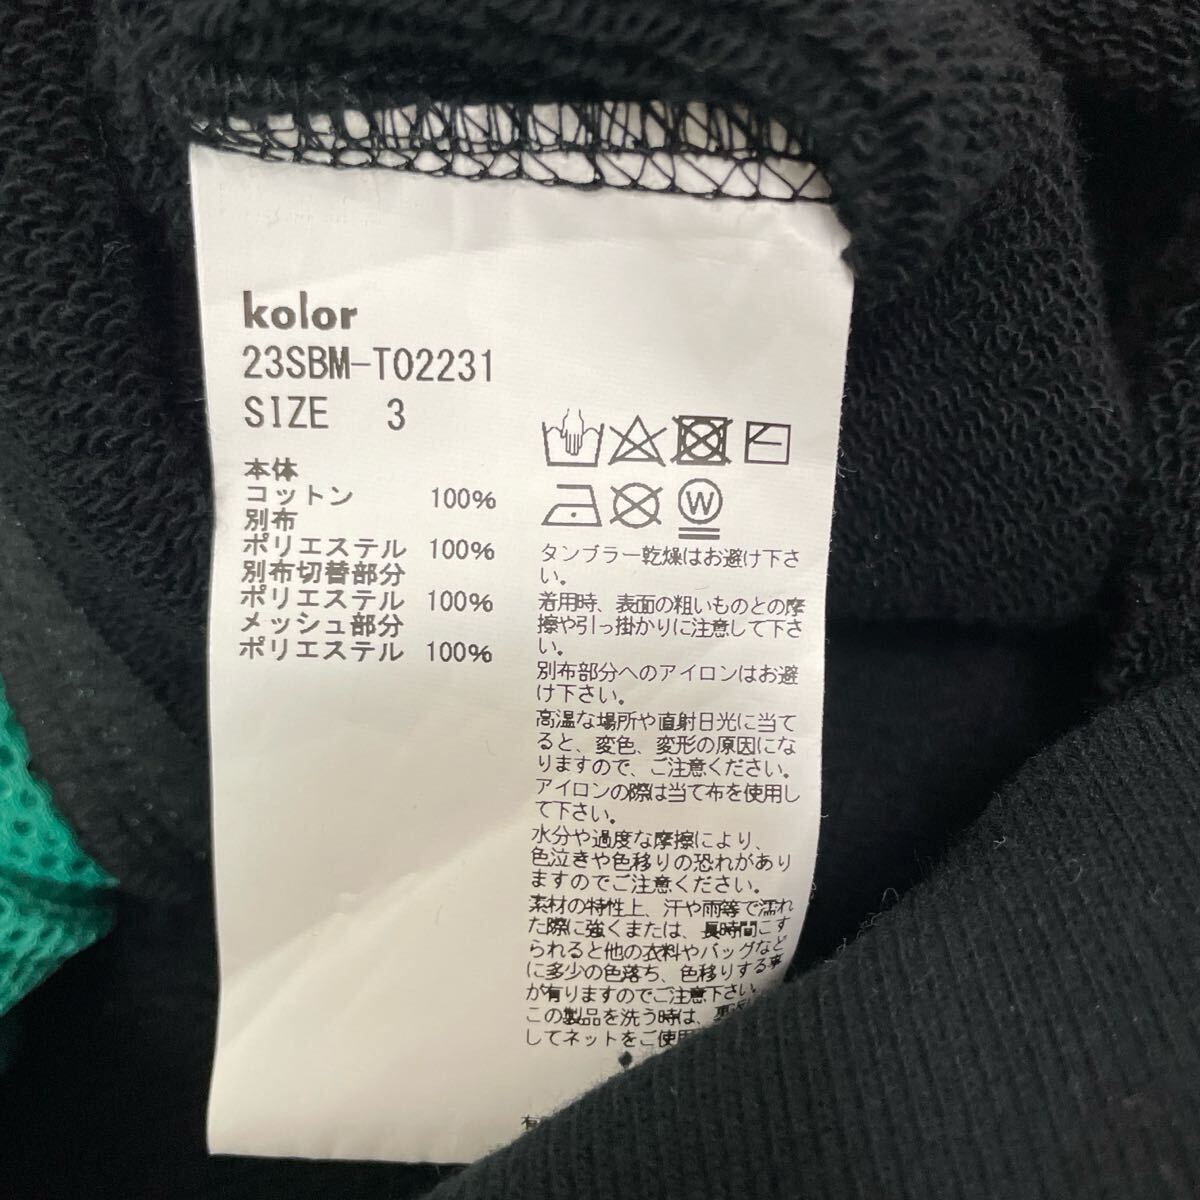 kolor
23SBM-T02231
SIZE 3
本体
コットン 100%
別布
ポリエステル 100%
別布切替部分
ポリエステル 100%
メッシュ部分
ポリエステル 100%
W
タンブラー乾燥はお避け下さ
い。
着用時、表面の粗いものとの摩
擦や引っ掛かりに注意して下さ
い。
別布部分へのアイロンはお避
け下さい。
高温な場所や直射日光に当て
ると、変色、変形の原因にな
りますので、ご注意ください。
アイロンの際は当て布を使用し
て下さい。
水分や過度な摩擦により、
色泣きや色移りの恐れがあり
ますのでご注意ください。
素材の特性上、汗や雨等で濡れ
た際に強くまたは、長時間こす
られると他の衣料やバッグなど
に多少の色落ち、色移りする事
が有りますのでご注意下さい
この製品を洗う時は、
してネットをご使用